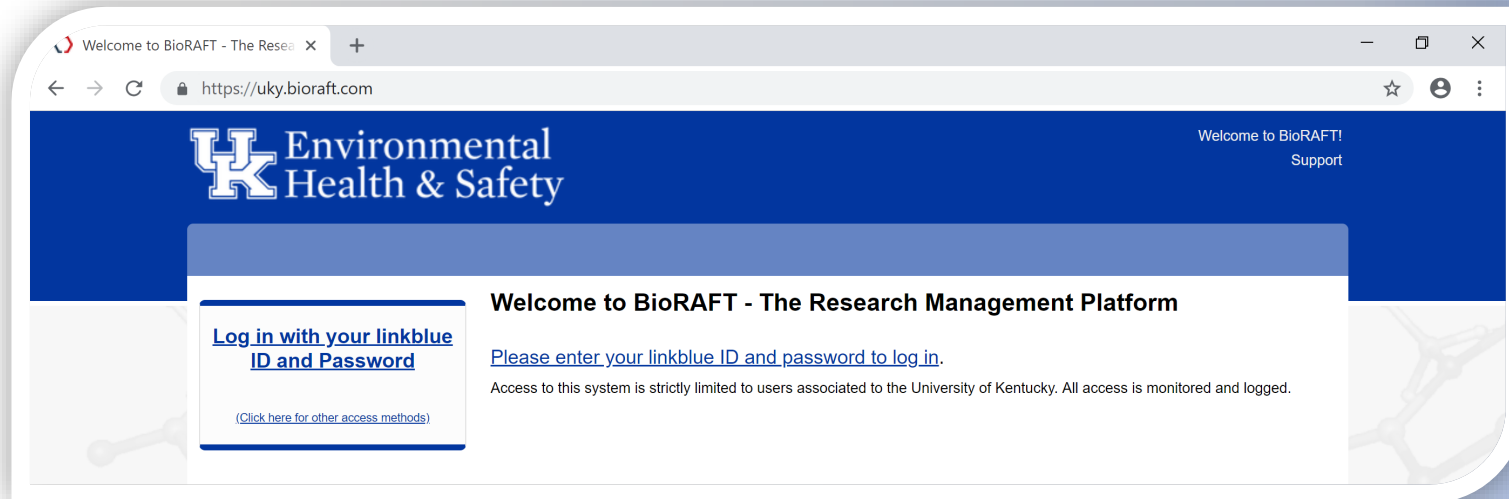 Welcome to BioRAFT - The Resea
https://uky.bioraft.com
UK Environmental
Health & Safety
Welcome to BioRAFT!
Support
Log in with your linkblue
ID and Password
(Click here for other access methods)
Welcome to BioRAFT - The Research Management Platform
Please enter your linkblue ID and password to log in.
Access to this system is strictly limited to users associated to the University of Kentucky. All access is monitored and logged.